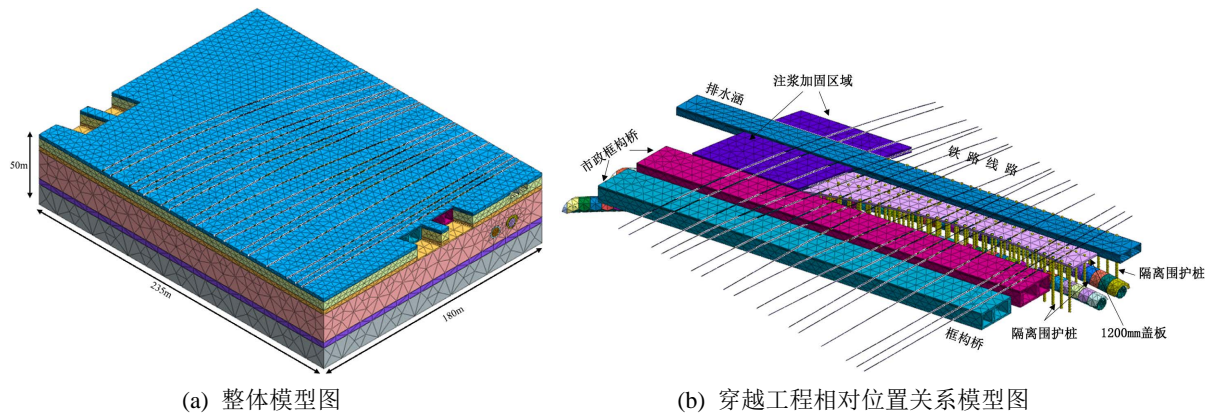 50m
235m
180m
(a) 整体模型图
注浆加固区域
排水涵
市政框构桥
铁路线路
隔离围护桩
1200mm盖板
隔离围护桩
框构桥
(b) 穿越工程相对位置关系模型图